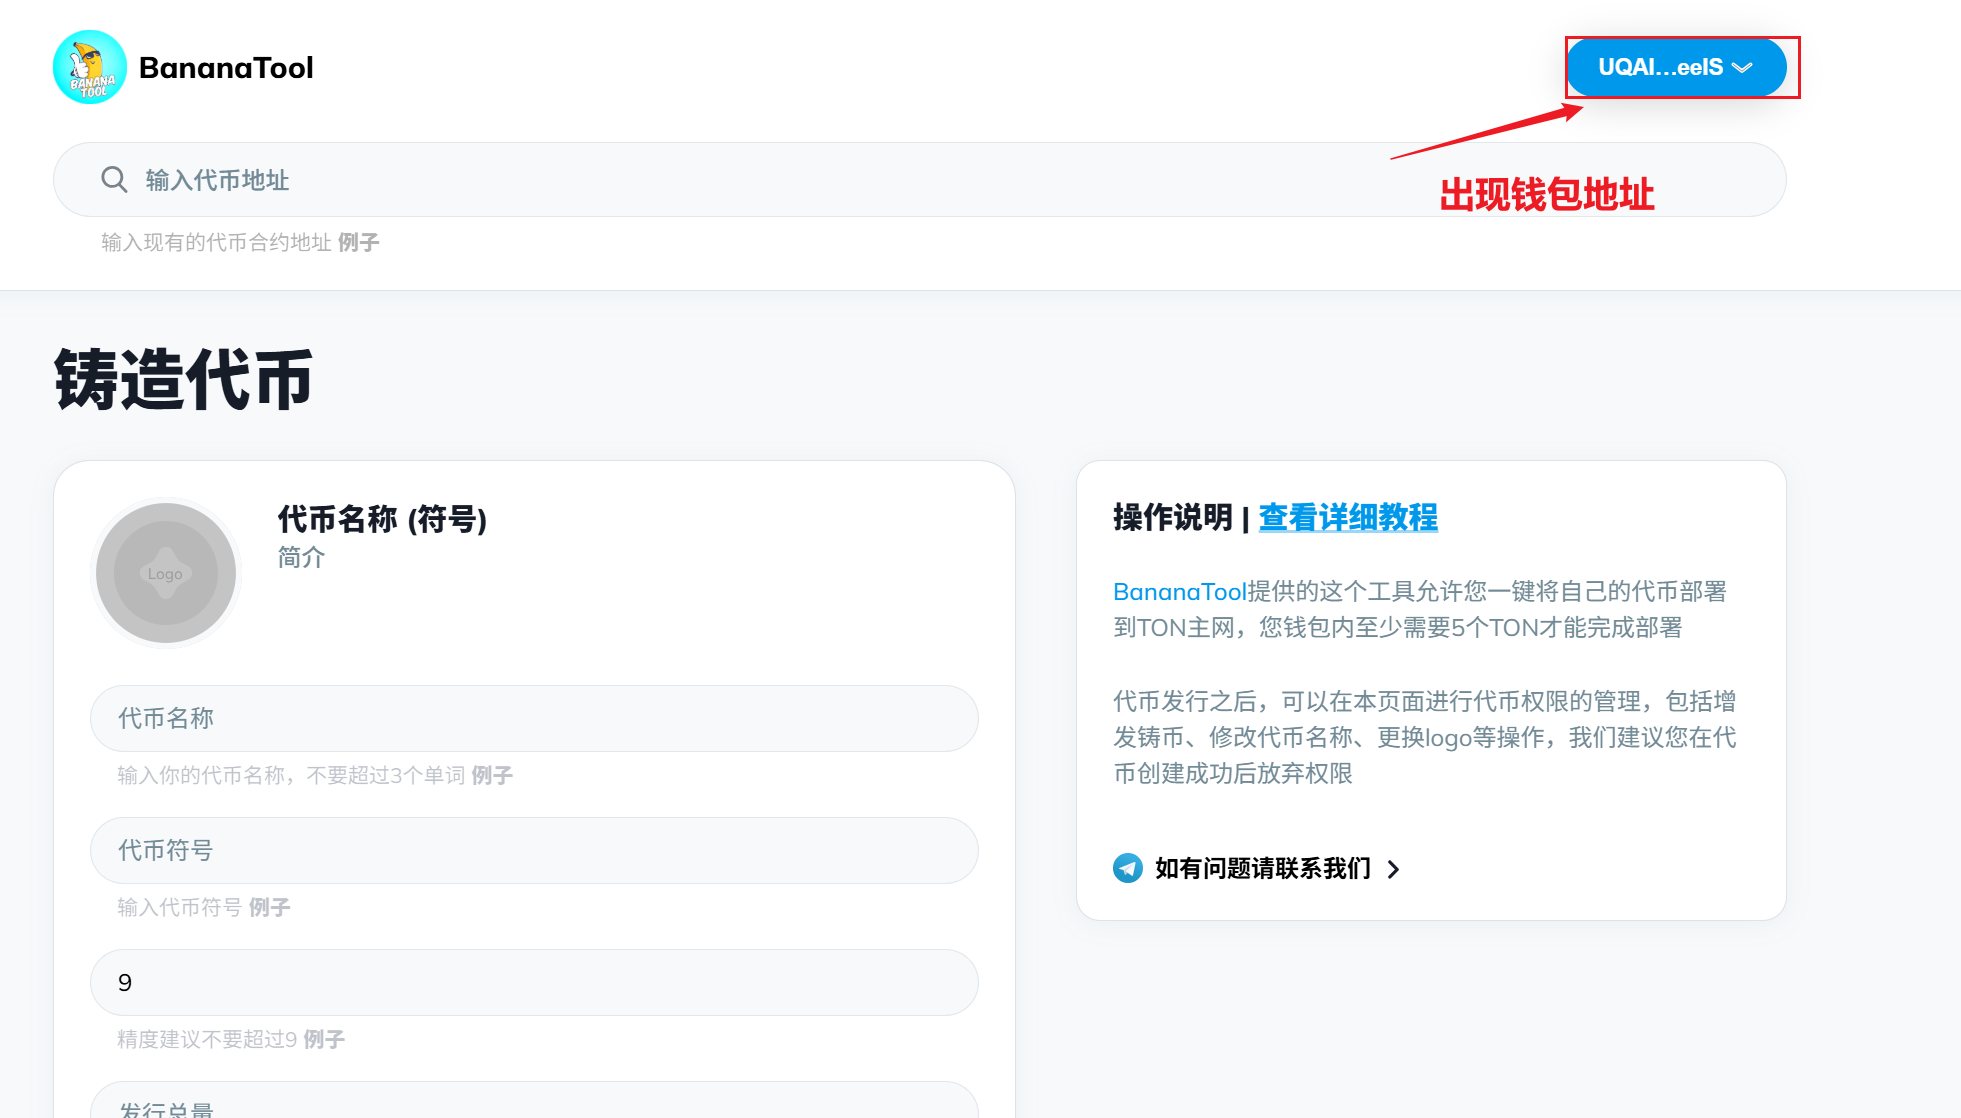 BANANA
TOOL
BananaTool
UQAI...eeIS
输入代币地址
出现钱包地址
输入现有的代币合约地址 例子
铸造代币
Logo
代币名称 (符号)
简介
代币名称
输入你的代币名称，不要超过3个单词 例子
代币符号
输入代币符号 例子
9
精度建议不要超过9 例子
发行总量
操作说明 | 查看详细教程
BananaTool提供的这个工具允许您一键将自己的代币部署
到TON主网，您钱包内至少需要5个TON才能完成部署
代币发行之后，可以在本页面进行代币权限的管理，包括增
发铸币、修改代币名称、更换logo等操作，我们建议您在代
币创建成功后放弃权限
如有问题请联系我们